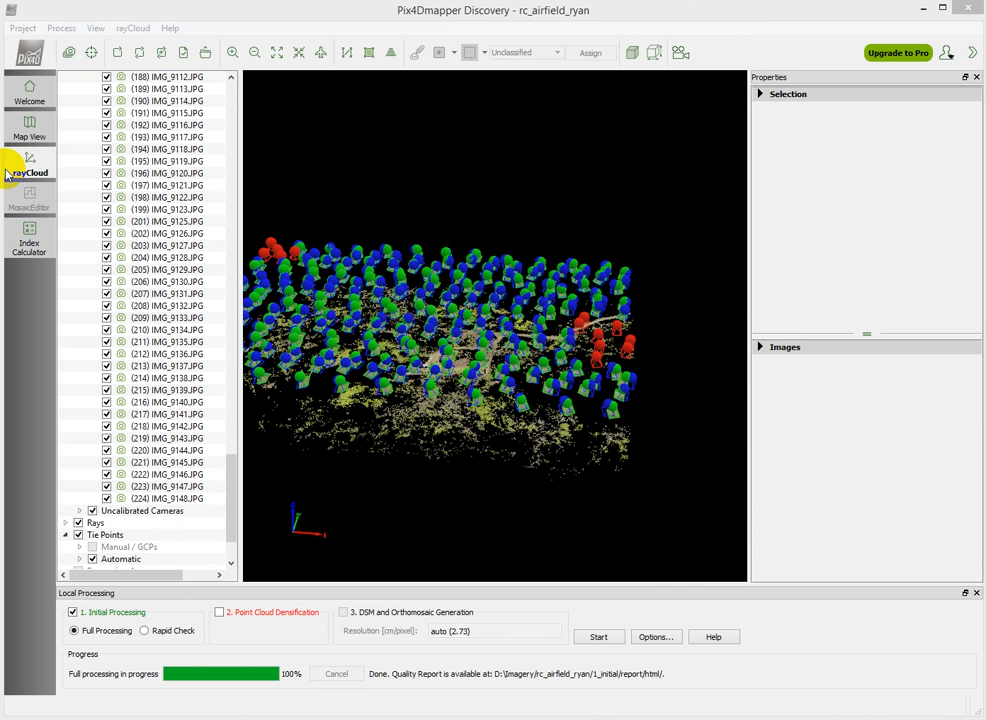 Pix4Dmapper Discovery - rc_airfield_ryan
Project Process View rayCloud Help
PIX4D
Unclassified Assign
Upgrade to Pro
Welcome
Map View
rayCloud
MosaicEditor
Index
Calculator
(188) IMG_9112.JPG
(189) IMG_9113.JPG
(190) IMG_9114.JPG
(191) IMG_9115.JPG
(192) IMG_9116.JPG
(193) IMG_9117.JPG
(194) IMG_9118.JPG
(195) IMG_9119.JPG
(196) IMG_9120.JPG
(197) IMG_9121.JPG
(198) IMG_9122.JPG
(199) IMG_9123.JPG
(201) IMG_9125.JPG
(202) IMG_9126.JPG
(203) IMG_9127.JPG
(204) IMG_9128.JPG
(205) IMG_9129.JPG
(206) IMG_9130.JPG
(207) IMG_9131.JPG
(208) IMG_9132.JPG
(209) IMG_9133.JPG
(210) IMG_9134.JPG
(211) IMG_9135.JPG
(212) IMG_9136.JPG
(213) IMG_9137.JPG
(214) IMG_9138.JPG
(215) IMG_9139.JPG
(216) IMG_9140.JPG
(217) IMG_9141.JPG
(218) IMG_9142.JPG
(219) IMG_9143.JPG
(220) IMG_9144.JPG
(221) IMG_9145.JPG
(222) IMG_9146.JPG
(223) IMG_9147.JPG
(224) IMG_9148.JPG
Uncalibrated Cameras
Rays
Tie Points
Manual / GCPs
Automatic
Properties
Selection
Images
Local Processing
1. Initial Processing 2. Point Cloud Densification 3. DSM and Orthomosaic Generation
Full Processing Rapid Check Resolution [cm/pixel]: auto (2.73) Start Options... Help
Progress
Full processing in progress 100% Cancel Done. Quality Report is available at: D:\Imagery/rc_airfield_ryan/1_initial/report/html/.